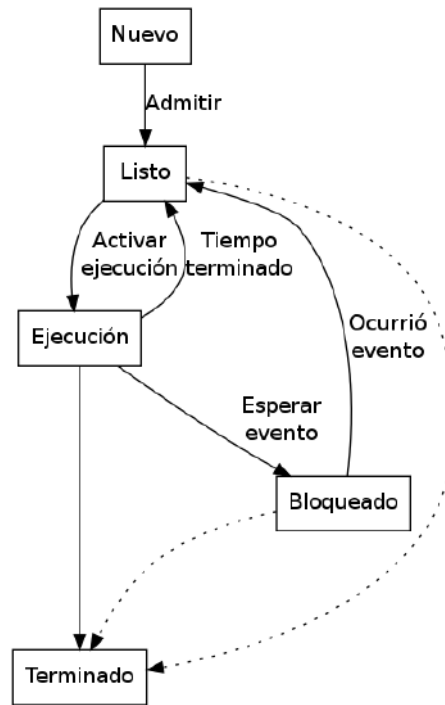 Nuevo
Admitir
Listo
Activar
ejecución
Tiempo
terminado
Ejecución
Ocurrió
evento
Esperar
evento
Bloqueado
Terminado